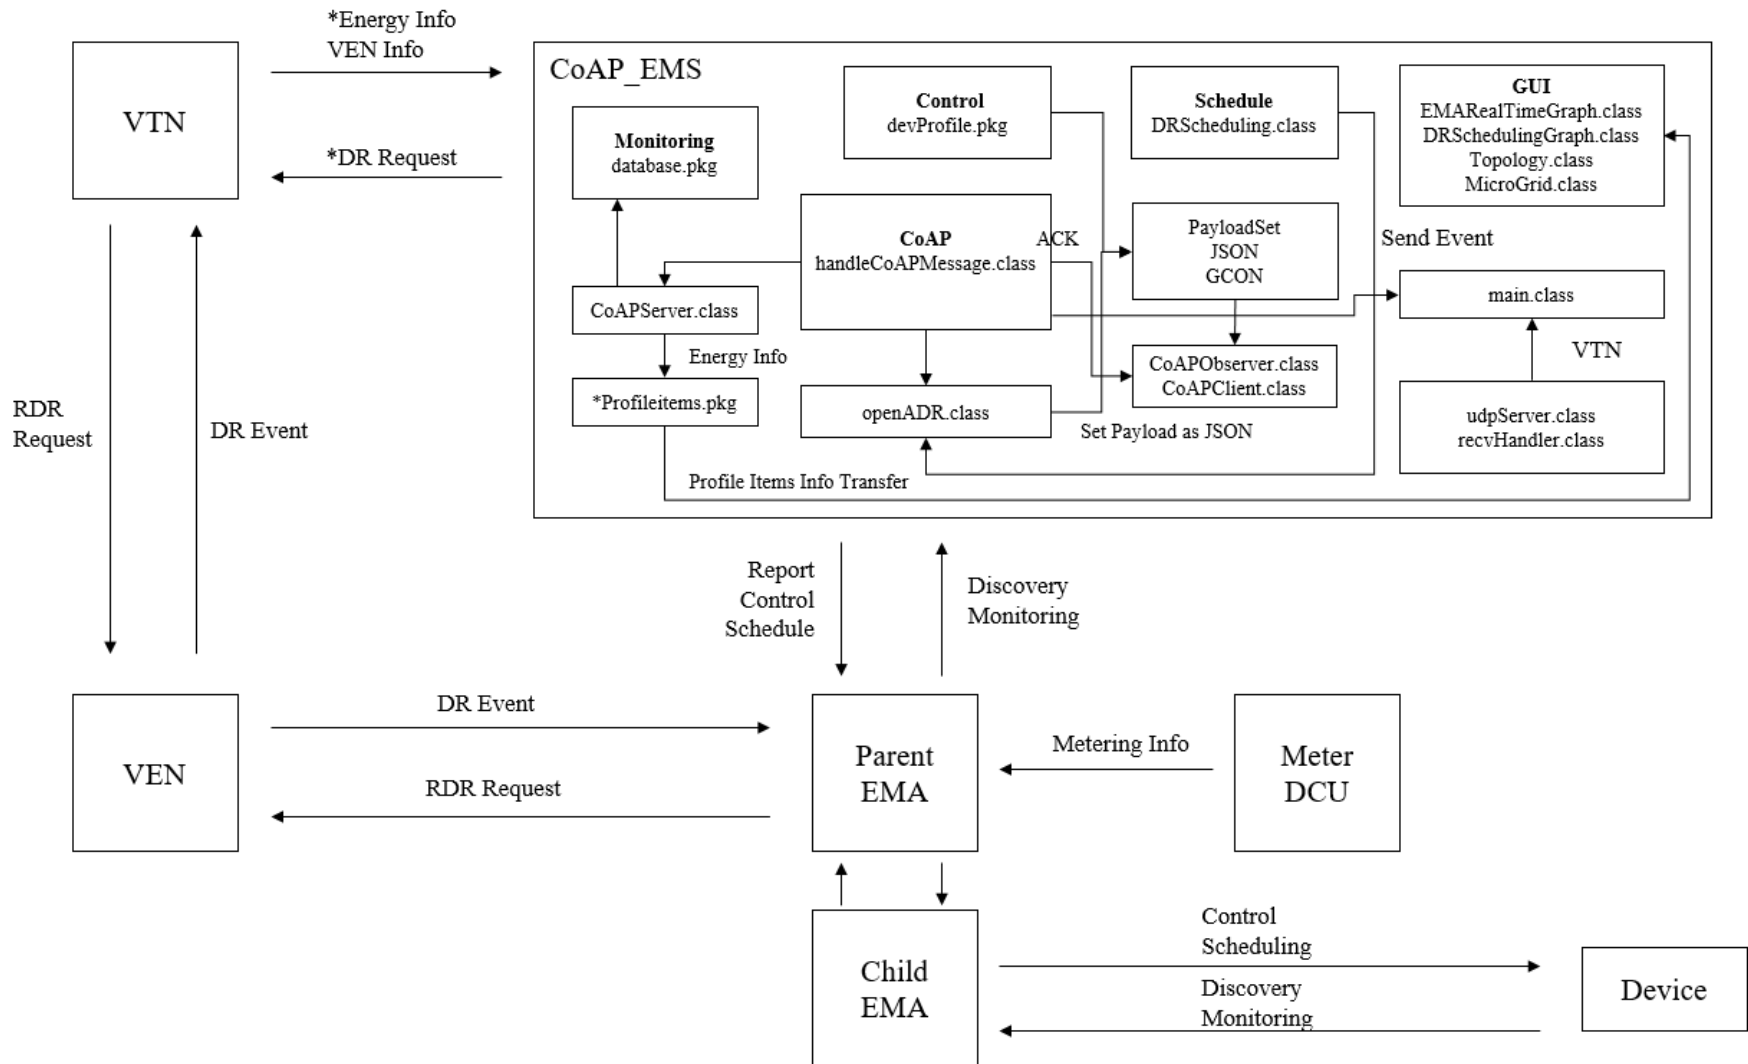 *Energy Info
VEN Info
VTN
*DR Request
CoAP_EMS
Monitoring
database.pkg
Control
devProfile.pkg
Schedule
DRScheduling.class
GUI
EMARealTimeGraph.class
DRSchedulingGraph.class
Topology.class
MicroGrid.class
CoAP
handleCoAPMessage.class
ACK
PayloadSet
JSON
GCON
Send Event
CoAPServer.class
main.class
Energy Info
CoAPObserver.class
CoAPClient.class
VTN
*Profileitems.pkg
openADR.class
Set Payload as JSON
udpServer.class
recvHandler.class
Profile Items Info Transfer
RDR
Request
DR Event
Report
Control
Schedule
Discovery
Monitoring
VEN
DR Event
RDR Request
Parent
EMA
Metering Info
Meter
DCU
Child
EMA
Control
Scheduling
Discovery
Monitoring
Device